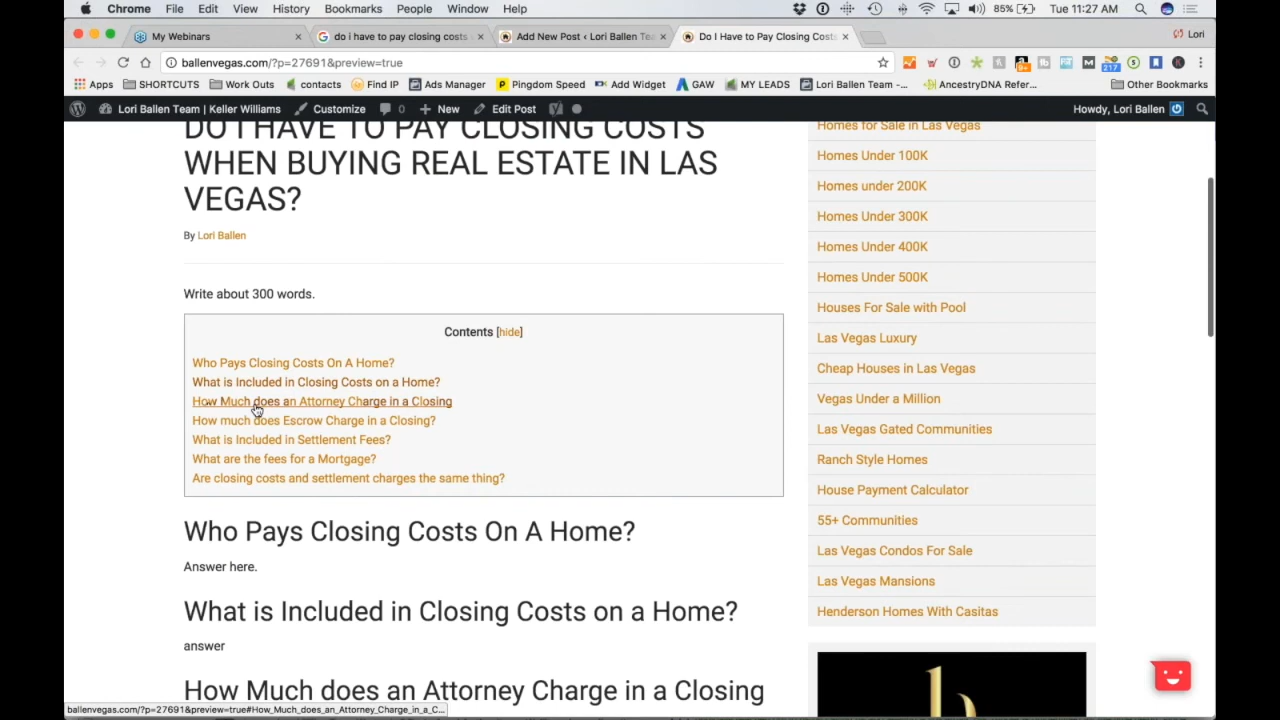 Chrome File Edit View History Bookmarks People Window Help 85% Tue 11:27 AM
My Webinars
do i have to pay closing costs
Add New Post ‹ Lori Ballen Te
Do I Have to Pay Closing Cost
Lori
ballenvegas.com/?p=27691&preview=true
217
Apps SHORTCUTS Work Outs contacts Find IP Ads Manager Pingdom Speed Add Widget GAW MY LEADS Lori Ballen Team -... AncestryDNA Refer... Other Bookmarks
Lori Ballen Team | Keller Williams Customize 0 New Edit Post Howdy, Lori Ballen
DO I HAVE TO PAY CLOSING COSTS
WHEN BUYING REAL ESTATE IN LAS
VEGAS?
By Lori Ballen
Write about 300 words.
Contents [hide]
Who Pays Closing Costs On A Home?
What is Included in Closing Costs on a Home?
How Much does an Attorney Charge in a Closing
How much does Escrow Charge in a Closing?
What is Included in Settlement Fees?
What are the fees for a Mortgage?
Are closing costs and settlement charges the same thing?
Who Pays Closing Costs On A Home?
Answer here.
What is Included in Closing Costs on a Home?
answer
How Much does an Attorney Charge in a Closing
Homes for Sale in Las Vegas
Homes Under 100K
Homes under 200K
Homes Under 300K
Homes Under 400K
Homes Under 500K
Houses For Sale with Pool
Las Vegas Luxury
Cheap Houses in Las Vegas
Vegas Under a Million
Las Vegas Gated Communities
Ranch Style Homes
House Payment Calculator
55+ Communities
Las Vegas Condos For Sale
Las Vegas Mansions
Henderson Homes With Casitas
ballenvegas.com/?p=27691&preview=true#How_Much_does_an_Attorney_Charge_in_a_C...